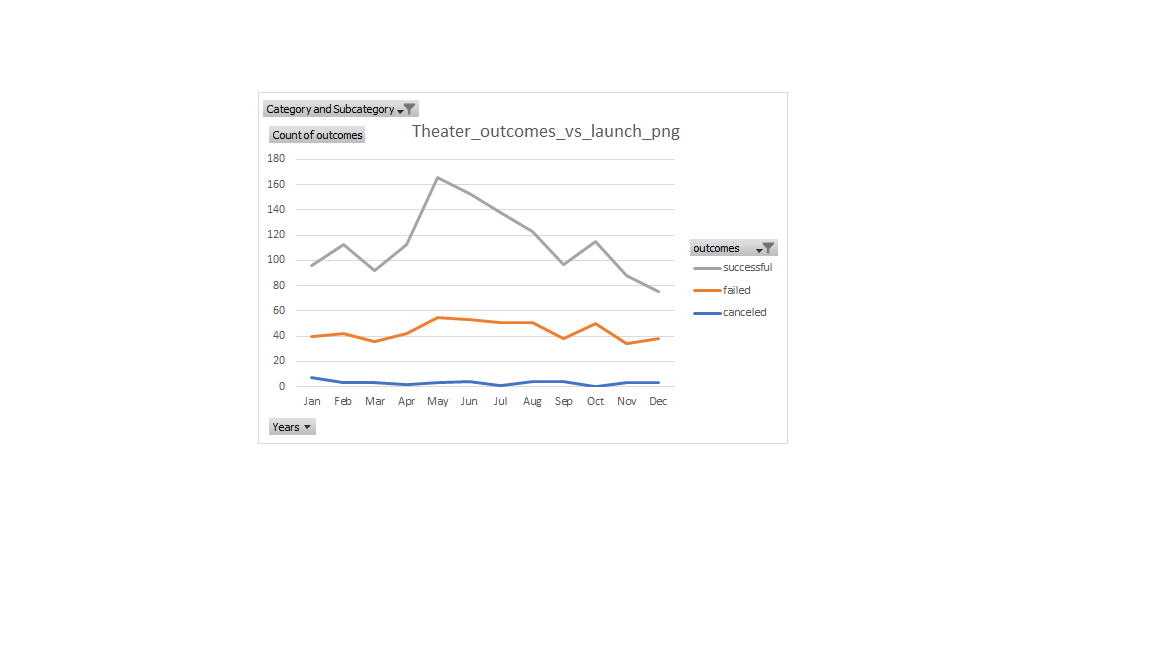 Category and Subcategory
Count of outcomes
Theater_outcomes_vs_launch_png
180
160
140
120
100
80
60
40
20
0
Jan Feb Mar Apr May Jun Jul Aug Sep Oct Nov Dec
outcomes
successful
failed
canceled
Years